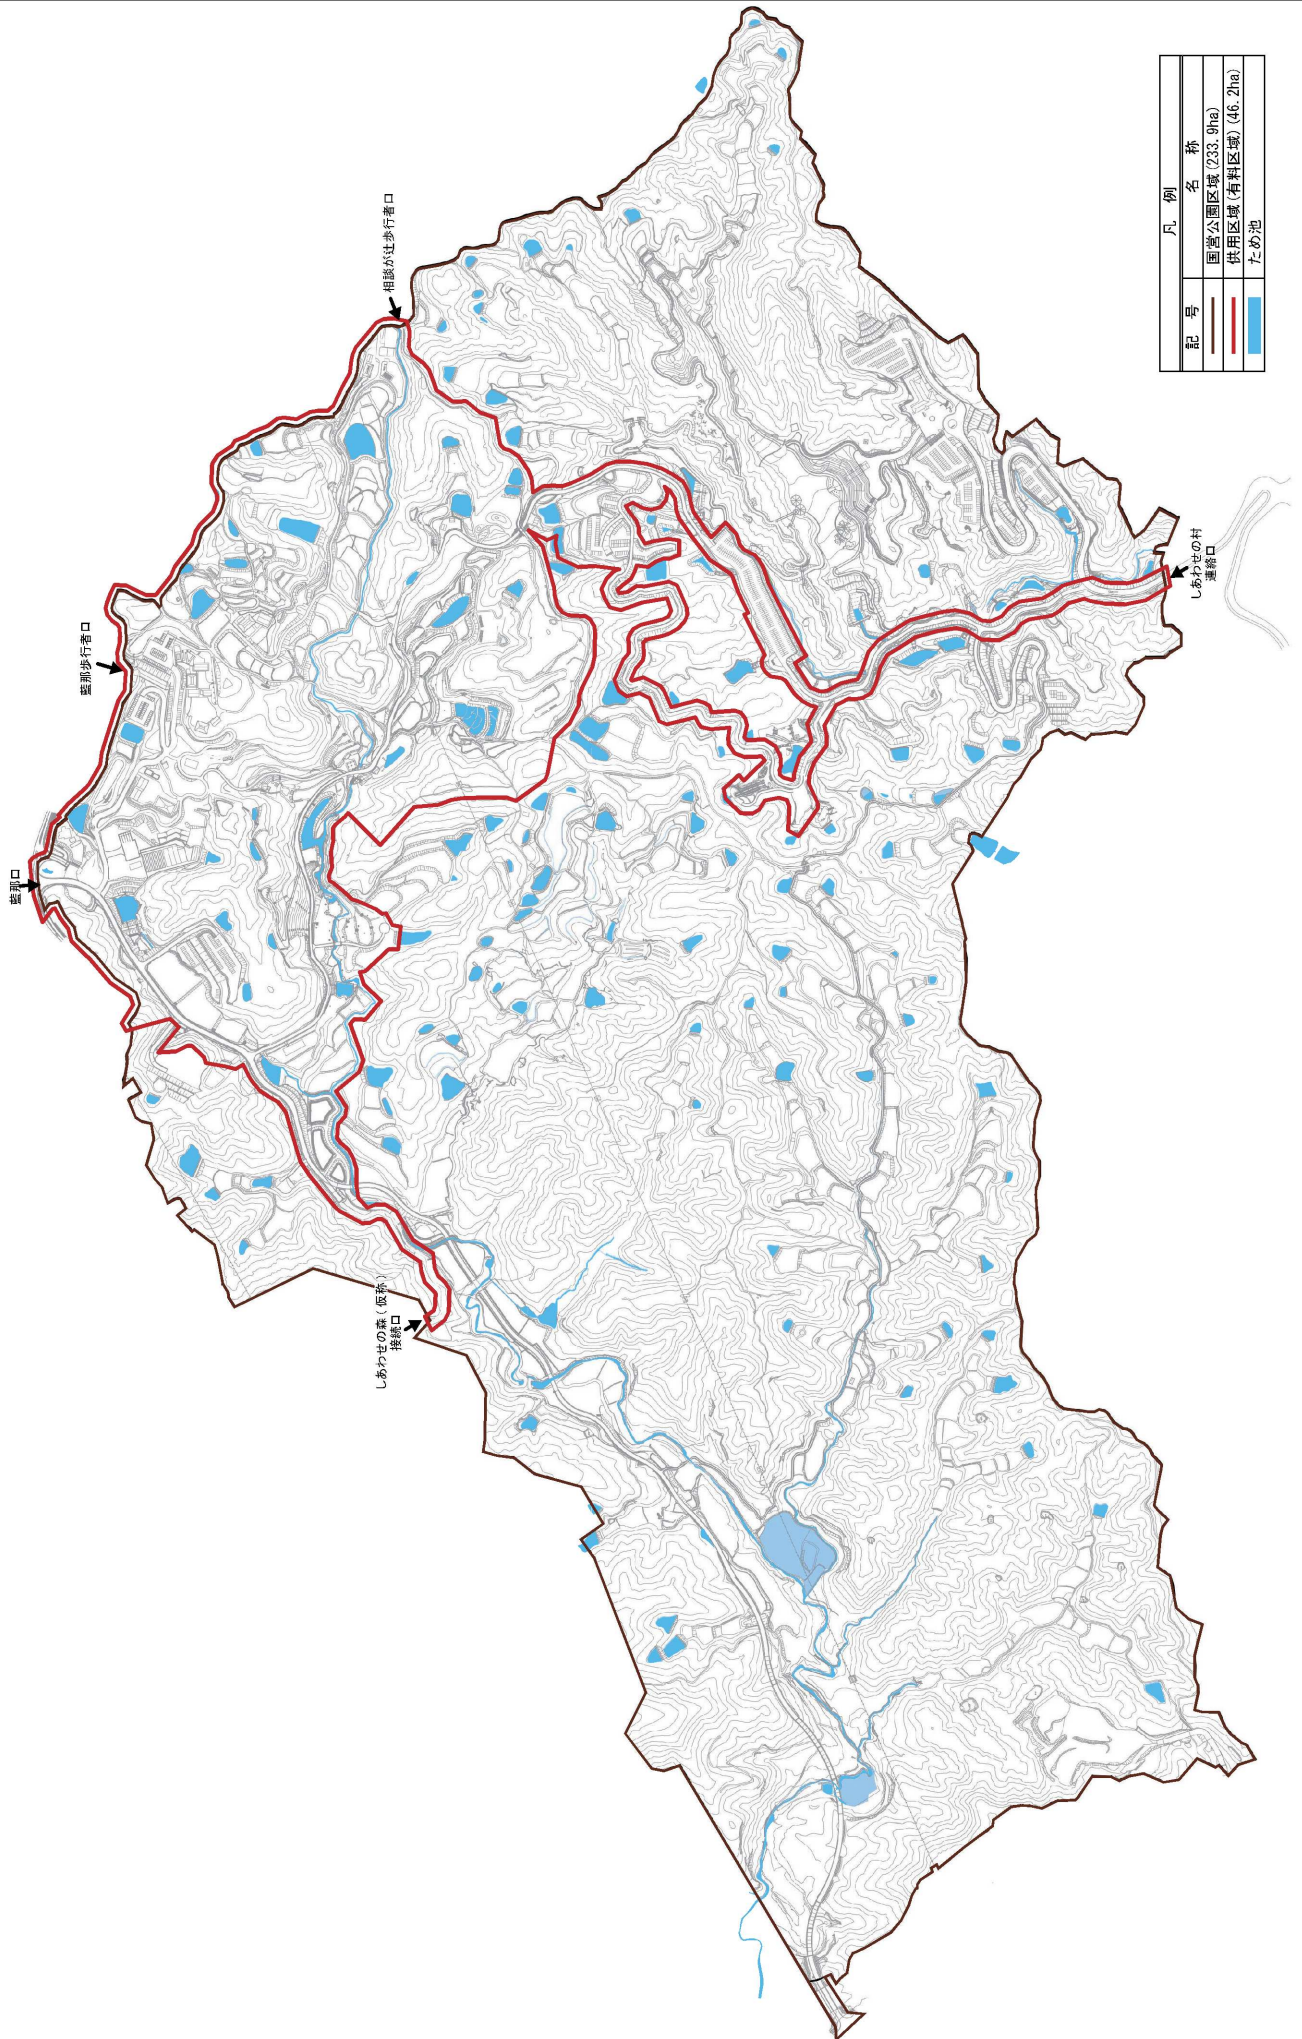 凡 例
記 号 名 称
国営公園区域 (233.9ha)
供用区域(有料区域) (46.2ha)
ため池
藍那口
藍那歩行者口
相談が辻歩行者口
しあわせの村
連絡口
しあわせの森(仮称)
接続口